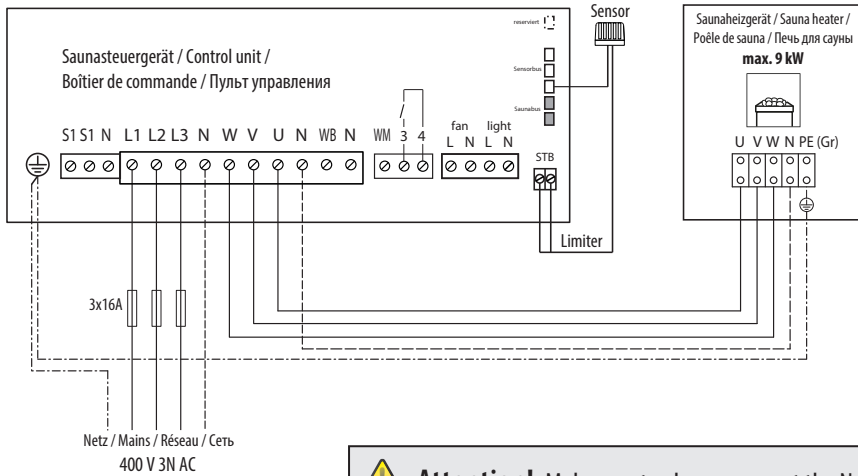 reserviert
Sensor
Sensorbus
Saunabus
Saunasteuergerät / Control unit /
Boîtier de commande / Пульт управления
S1 S1 N L1 L2 L3 N W V U N WB N WM 3 4
fan light
L N L N
STB
Limiter
Saunaheizgerät / Sauna heater /
Poêle de sauna / Печь для сауны
max. 9 kW
U V W N PE (Gr)
3x16A
Netz / Mains / Réseau / Сеть
400 V 3N AC